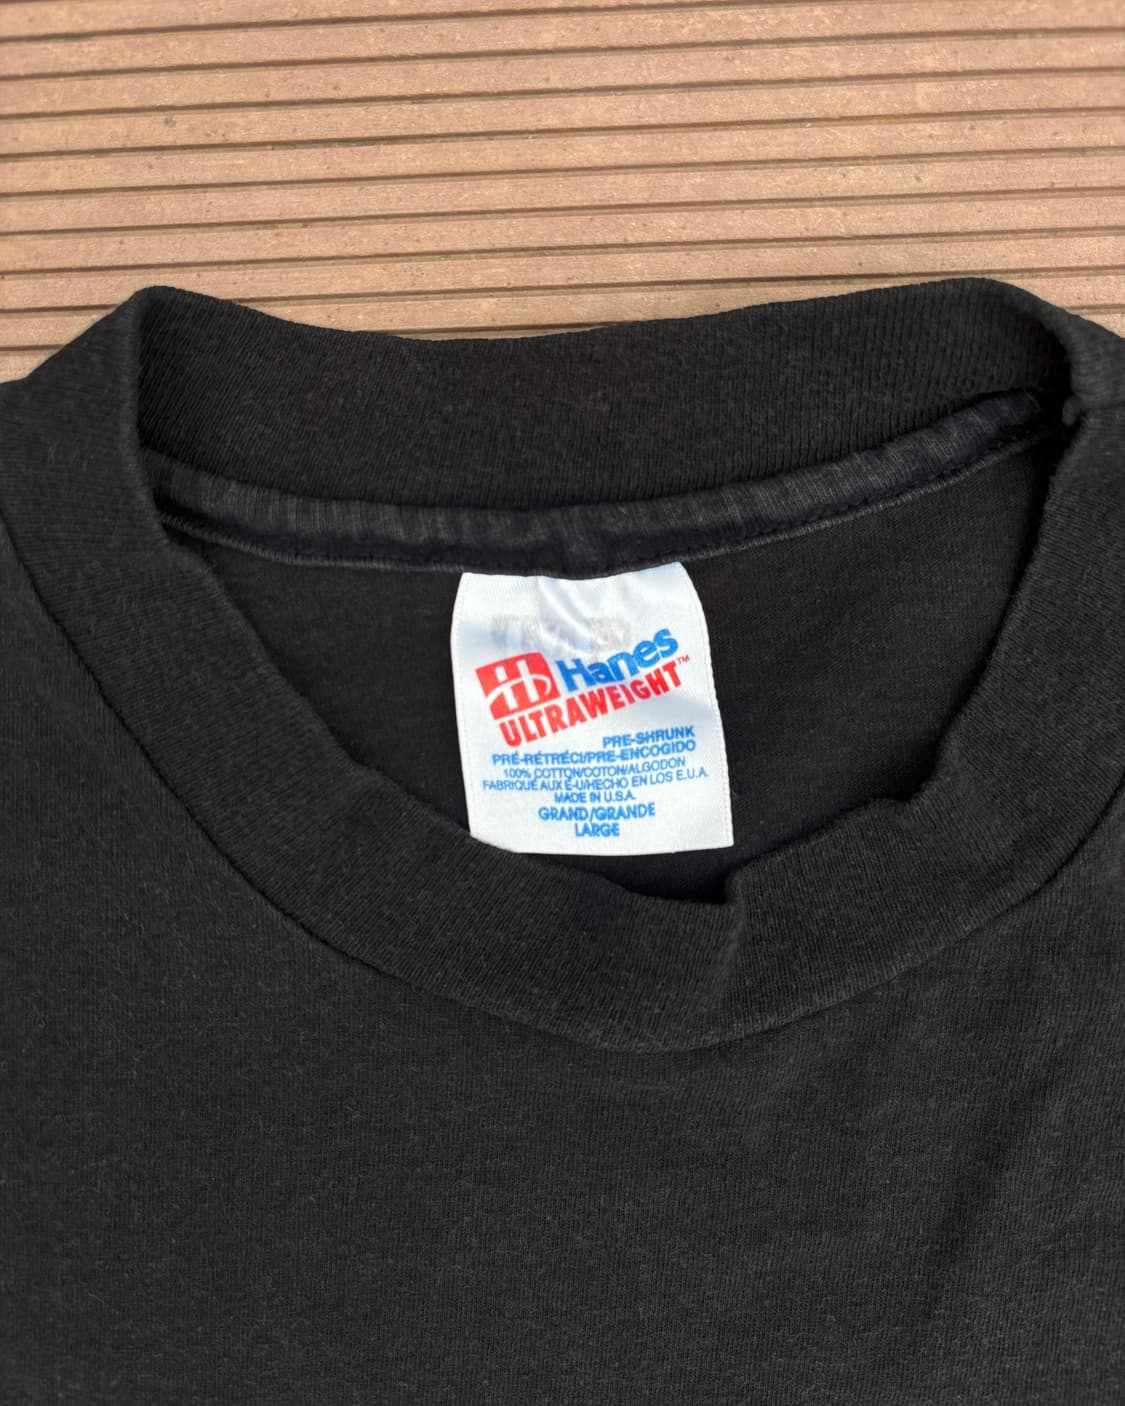 Hanes
ULTRAWEIGHT™
PRE-SHRUNK
PRÉ-RÉTRÉCI/PRE-ENCOGIDO
100% COTTON/COTON/ALGODON
FABRIQUÉ AUX É-U/HECHO EN LOS E.U.A.
MADE IN U.S.A.
GRAND/GRANDE
LARGE